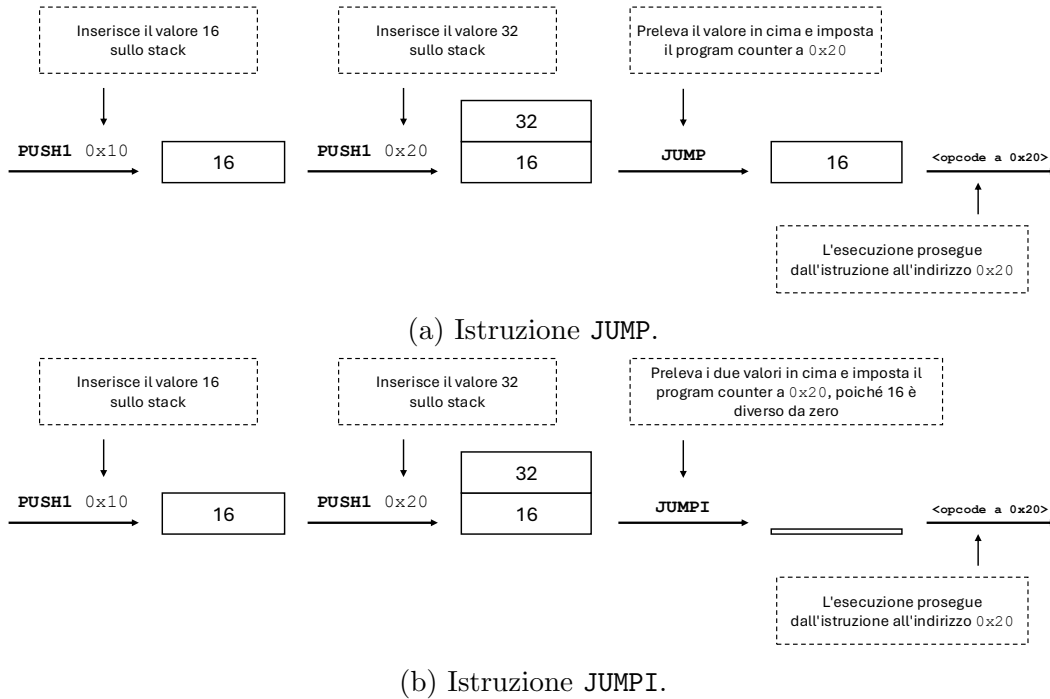 Inserisce il valore 16
sullo stack
Inserisce il valore 32
sullo stack
Preleva il valore in cima e imposta
il program counter a 0x20
PUSH1 0x10
16
PUSH1 0x20
32
16
JUMP
16
<opcode a 0x20>
L'esecuzione prosegue
dall'istruzione all'indirizzo 0x20
(a) Istruzione JUMP.
Inserisce il valore 16
sullo stack
Inserisce il valore 32
sullo stack
Preleva i due valori in cima e imposta il
program counter a 0x20, poiché 16 è
diverso da zero
PUSH1 0x10
16
PUSH1 0x20
32
16
JUMPI
<opcode a 0x20>
L'esecuzione prosegue
dall'istruzione all'indirizzo 0x20
(b) Istruzione JUMPI.